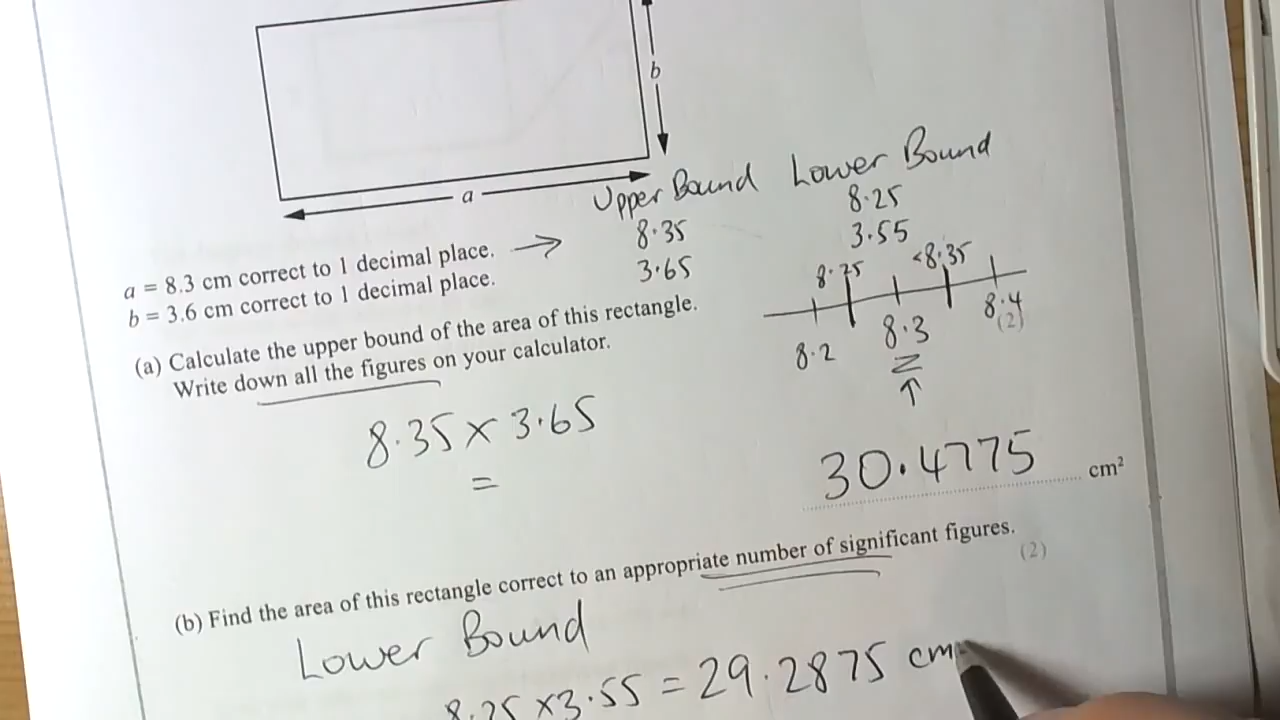 b
a
Upper Bound Lower Bound
8.35 8.25
3.65 3.55
a = 8.3 cm correct to 1 decimal place.
b = 3.6 cm correct to 1 decimal place.
8.25 <8.35
8.2 8.3 8.4
(2)
(a) Calculate the upper bound of the area of this rectangle.
Write down all the figures on your calculator.
8.35 × 3.65
=
30.4775 cm²
(b) Find the area of this rectangle correct to an appropriate number of significant figures.
(2)
Lower Bound
8.25 × 3.55 = 29.2875 cm